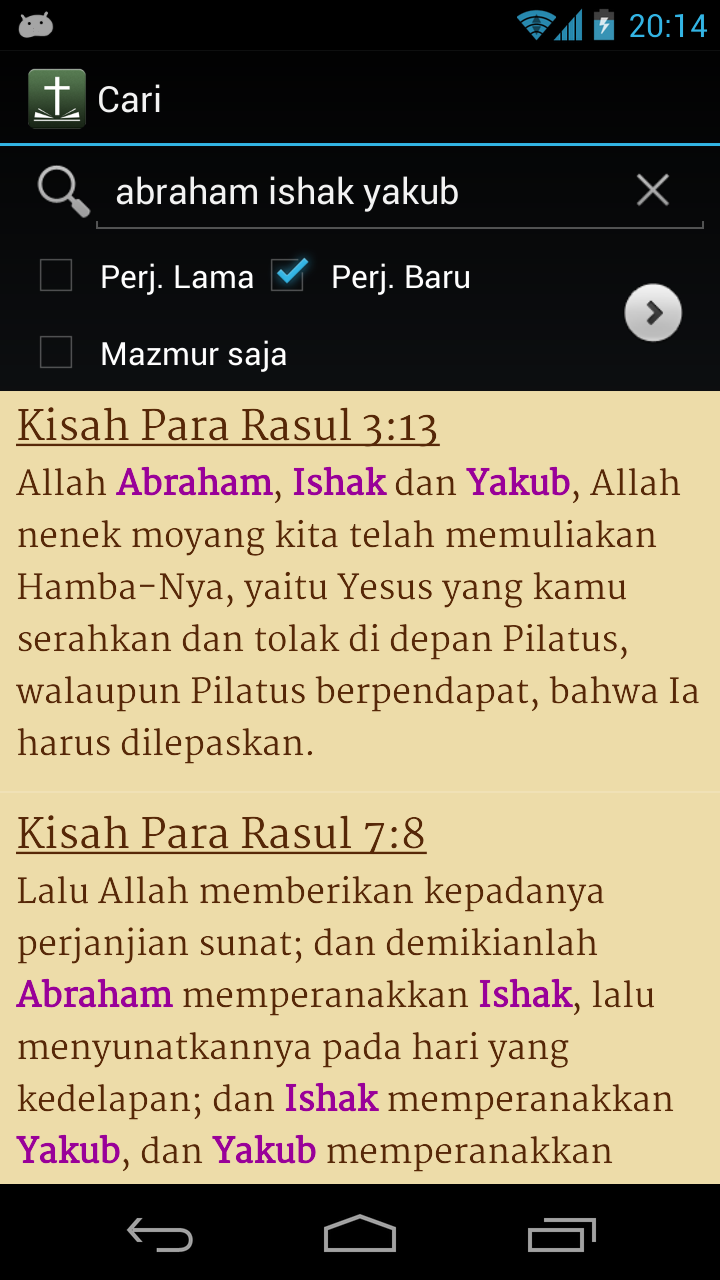 20:14
Cari
abraham ishak yakub
Perj. Lama
Perj. Baru
Mazmur saja
Kisah Para Rasul 3:13
Allah Abraham, Ishak dan Yakub, Allah
nenek moyang kita telah memuliakan
Hamba-Nya, yaitu Yesus yang kamu
serahkan dan tolak di depan Pilatus,
walaupun Pilatus berpendapat, bahwa Ia
harus dilepaskan.
Kisah Para Rasul 7:8
Lalu Allah memberikan kepadanya
perjanjian sunat; dan demikianlah
Abraham memperanakkan Ishak, lalu
menyunatkannya pada hari yang
kedelapan; dan Ishak memperanakkan
Yakub, dan Yakub memperanakkan